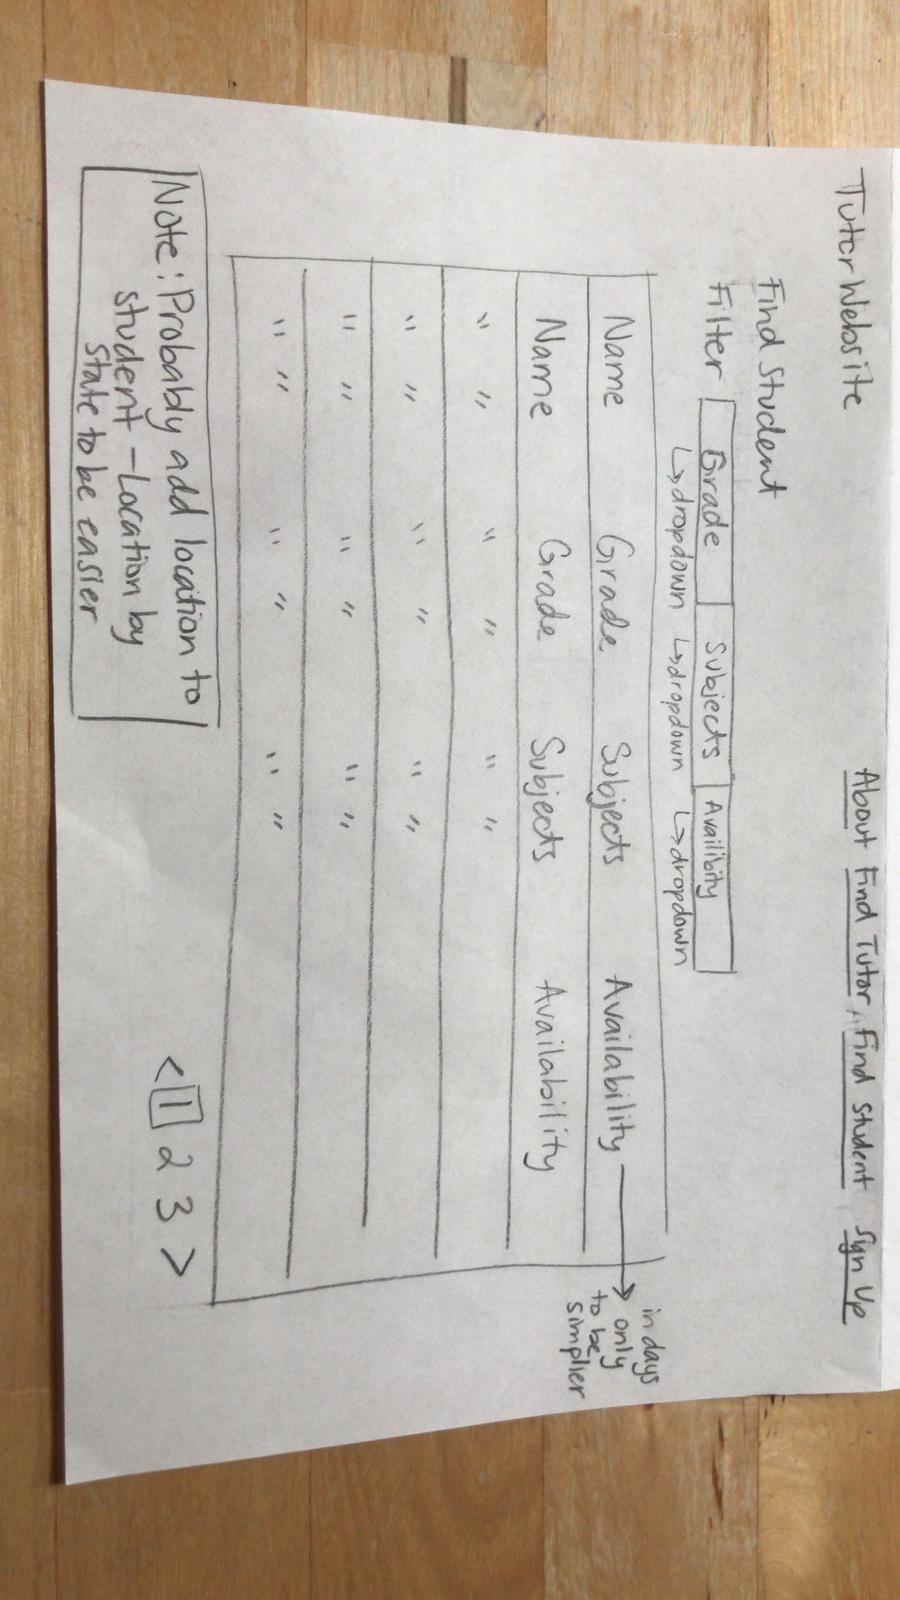 Tutor Website
About Find Tutor Find Student Sign Up
Find Student
Filter Grade Subjects Availibity
↳dropdown ↳dropdown ↳dropdown
Name Grade Subjects Availability → in days only to be simplier
Name Grade Subjects Availability
" " " " " "
" " " " " "
" " " " " "
" " " " " "
< 1 2 3 >
Note: Probably add location to
student - Location by
State to be easier